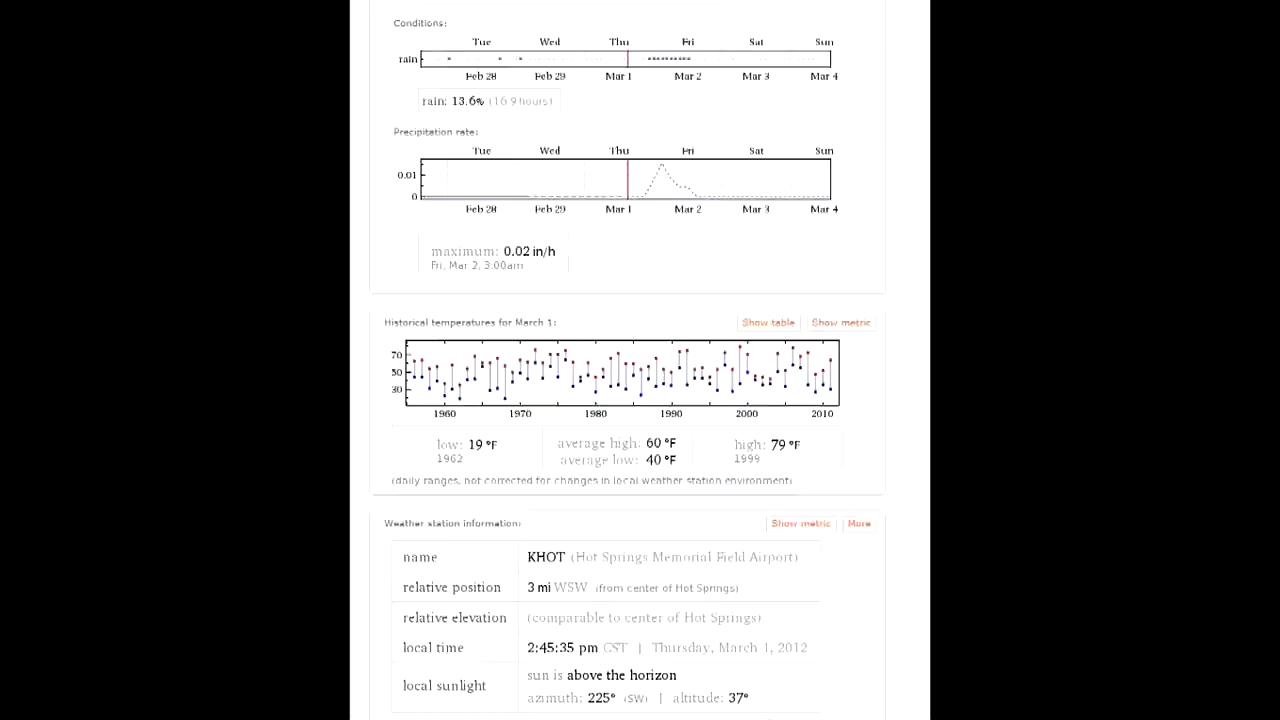 Conditions:
Tue Wed Thu Fri Sat Sun
rain
Feb 28 Feb 29 Mar 1 Mar 2 Mar 3 Mar 4
rain: 13.6% (16.9 hours)
Precipitation rate:
Tue Wed Thu Fri Sat Sun
0.01
0
Feb 28 Feb 29 Mar 1 Mar 2 Mar 3 Mar 4
maximum: 0.02 in/h
Fri, Mar 2, 3:00am
Historical temperatures for March 1: Show table Show metric
70
50
30
1960 1970 1980 1990 2000 2010
low: 19 °F average high: 60 °F high: 79 °F
1962 average low: 40 °F 1999
(daily ranges, not corrected for changes in local weather station environment)
Weather station information: Show metric More
name KHOT (Hot Springs Memorial Field Airport)
relative position 3 mi WSW (from center of Hot Springs)
relative elevation (comparable to center of Hot Springs)
local time 2:45:35 pm CST | Thursday, March 1, 2012
local sunlight sun is above the horizon
azimuth: 225° (SW) | altitude: 37°